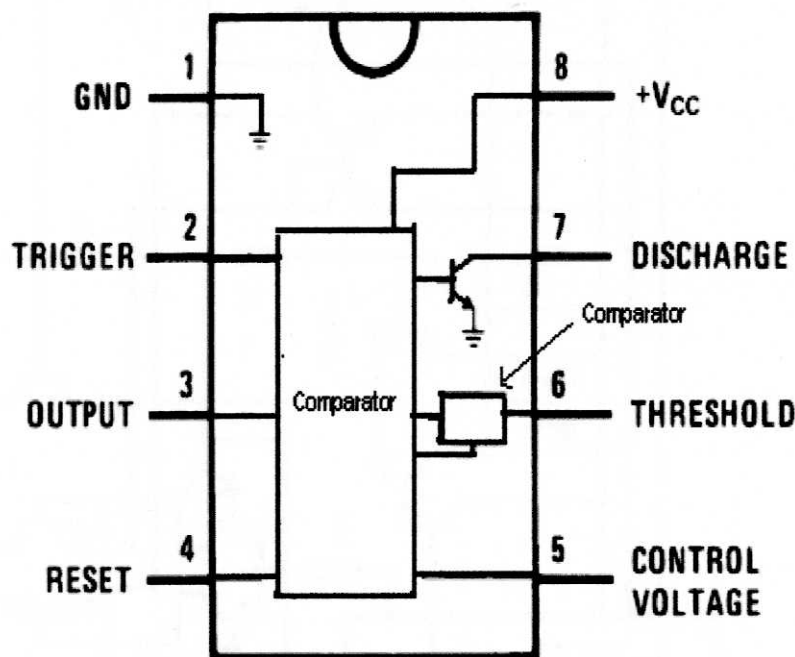 1
GND
8
+VCC
2
TRIGGER
7
DISCHARGE
Comparator
3
OUTPUT
Comparator
6
THRESHOLD
4
RESET
5
CONTROL
VOLTAGE